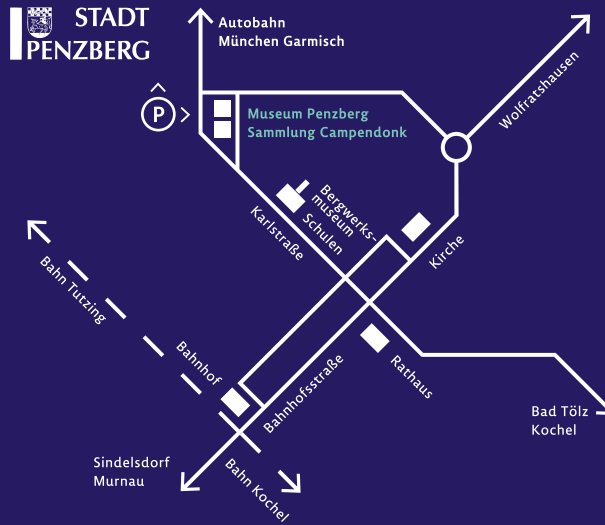 STADT
PENZBERG
Autobahn
München Garmisch
Wolfratshausen
P
Museum Penzberg
Sammlung Campendonk
Bergwerks-
museum
Schulen
Karlstraße
Kirche
Bahn Tutzing
Bahnhof
Bahnhofsstraße
Rathaus
Bad Tölz
Kochel
Sindelsdorf
Murnau
Bahn Kochel